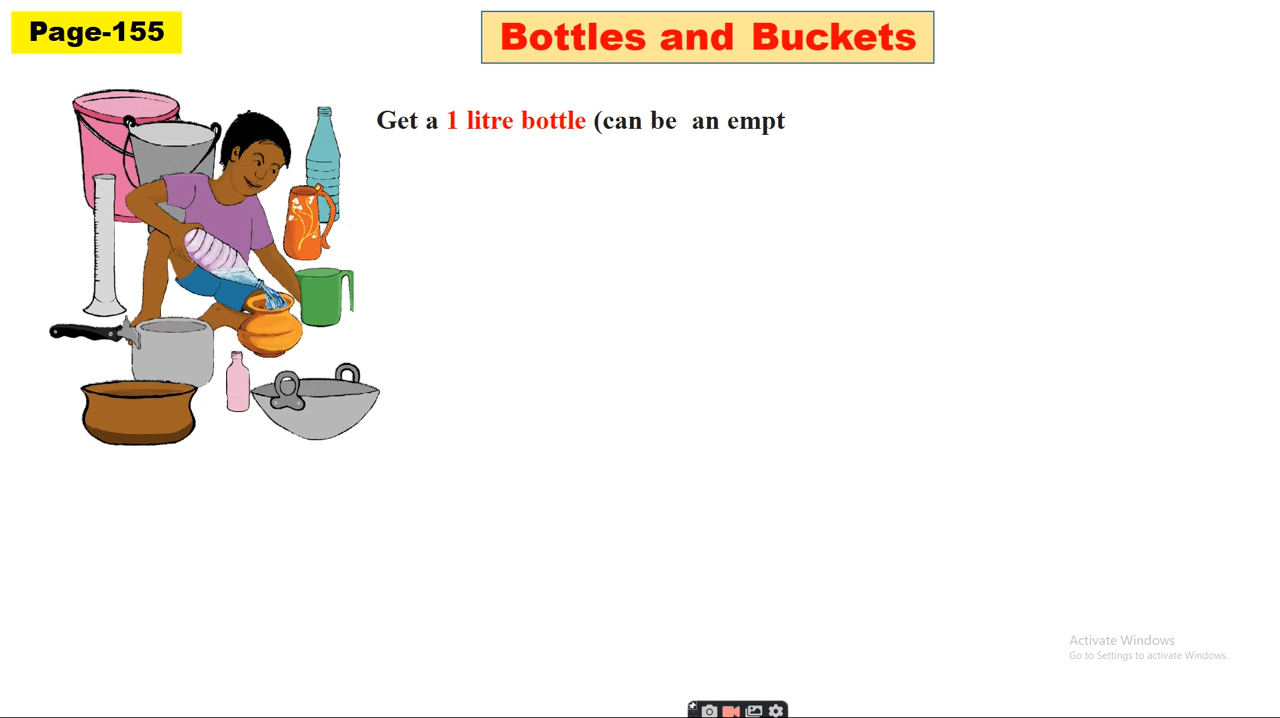 Page-155
Bottles and Buckets
Get a 1 litre bottle (can be  an empt
Activate Windows
Go to Settings to activate Windows.